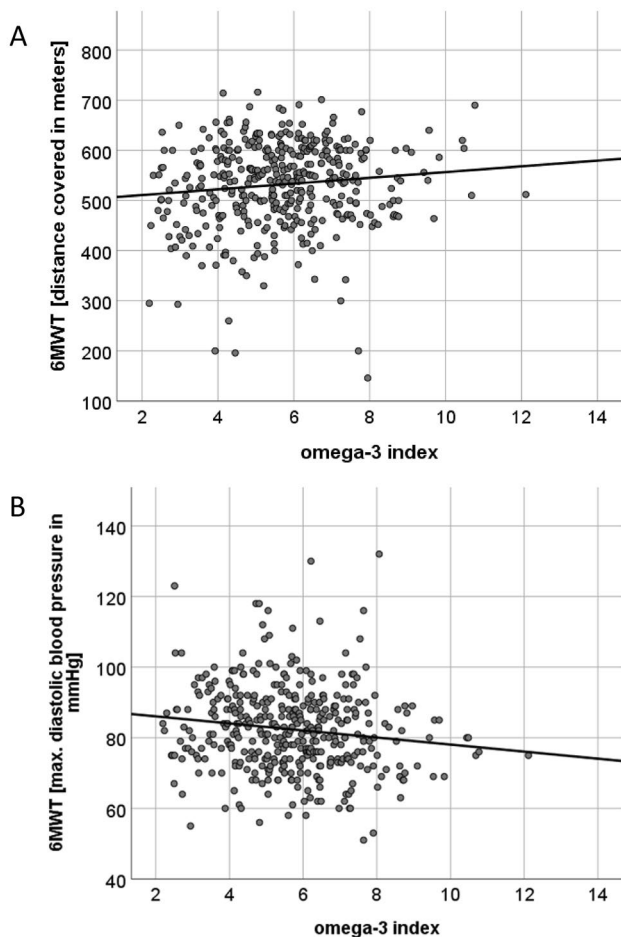 A
6MWT [distance covered in meters]
800
700
600
500
400
300
200
100
2 4 6 8 10 12 14
omega-3 index
B
6MWT [max. diastolic blood pressure in
mmHg]
140
120
100
80
60
40
2 4 6 8 10 12 14
omega-3 index